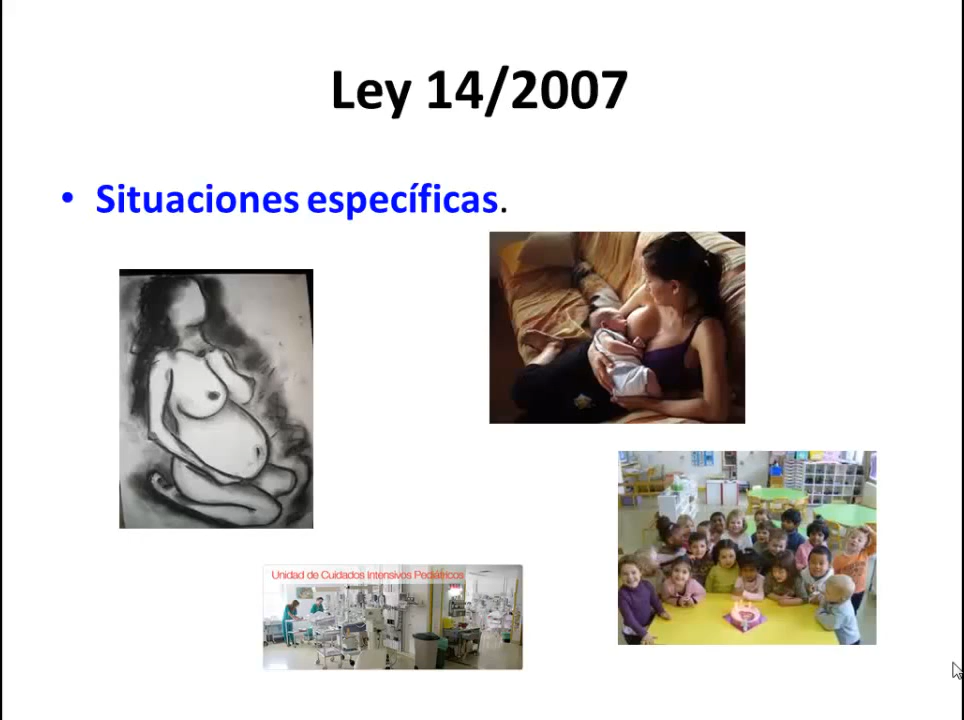 Ley 14/2007
• Situaciones específicas.
Unidad de Cuidados Intensivos Pediátricos